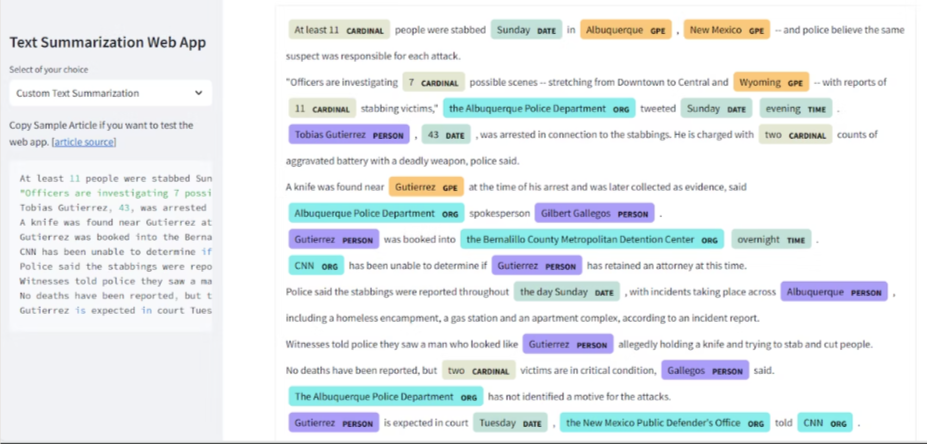 Text Summarization Web App
Select of your choice
Custom Text Summarization
Copy Sample Article if you want to test the
web app. [article source]
At least 11 people were stabbed Sun
"Officers are investigating 7 possi
Tobias Gutierrez, 43, was arrested
A knife was found near Gutierrez at
Gutierrez was booked into the Berna
CNN has been unable to determine if
Police said the stabbings were repo
Witnesses told police they saw a ma
No deaths have been reported, but t
Gutierrez is expected in court Tues
At least 11 CARDINAL people were stabbed Sunday DATE in Albuquerque GPE , New Mexico GPE -- and police believe the same
suspect was responsible for each attack.
"Officers are investigating 7 CARDINAL possible scenes -- stretching from Downtown to Central and Wyoming GPE -- with reports of
11 CARDINAL stabbing victims," the Albuquerque Police Department ORG tweeted Sunday DATE evening TIME .
Tobias Gutierrez PERSON , 43 DATE , was arrested in connection to the stabbings. He is charged with two CARDINAL counts of
aggravated battery with a deadly weapon, police said.
A knife was found near Gutierrez GPE at the time of his arrest and was later collected as evidence, said
Albuquerque Police Department ORG spokesperson Gilbert Gallegos PERSON .
Gutierrez PERSON was booked into the Bernalillo County Metropolitan Detention Center ORG overnight TIME .
CNN ORG has been unable to determine if Gutierrez PERSON has retained an attorney at this time.
Police said the stabbings were reported throughout the day Sunday DATE , with incidents taking place across Albuquerque PERSON ,
including a homeless encampment, a gas station and an apartment complex, according to an incident report.
Witnesses told police they saw a man who looked like Gutierrez PERSON allegedly holding a knife and trying to stab and cut people.
No deaths have been reported, but two CARDINAL victims are in critical condition, Gallegos PERSON said.
The Albuquerque Police Department ORG has not identified a motive for the attacks.
Gutierrez PERSON is expected in court Tuesday DATE , the New Mexico Public Defender's Office ORG told CNN ORG .